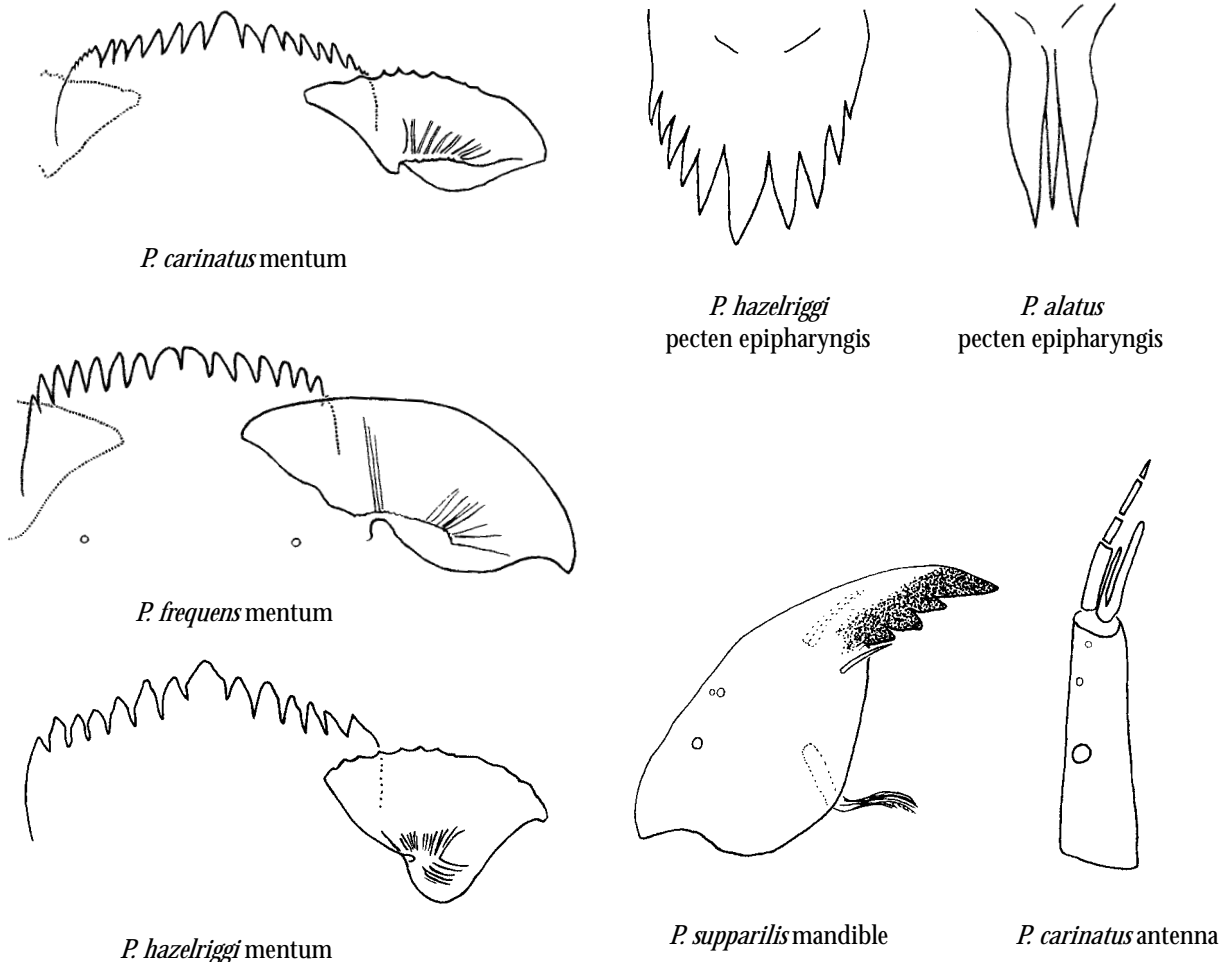 P. carinatus mentum
P. hazelriggi
pecten epipharyngis
P. alatus
pecten epipharyngis
P. frequens mentum
P. hazelriggi mentum
P. supparilis mandible
P. carinatus antenna